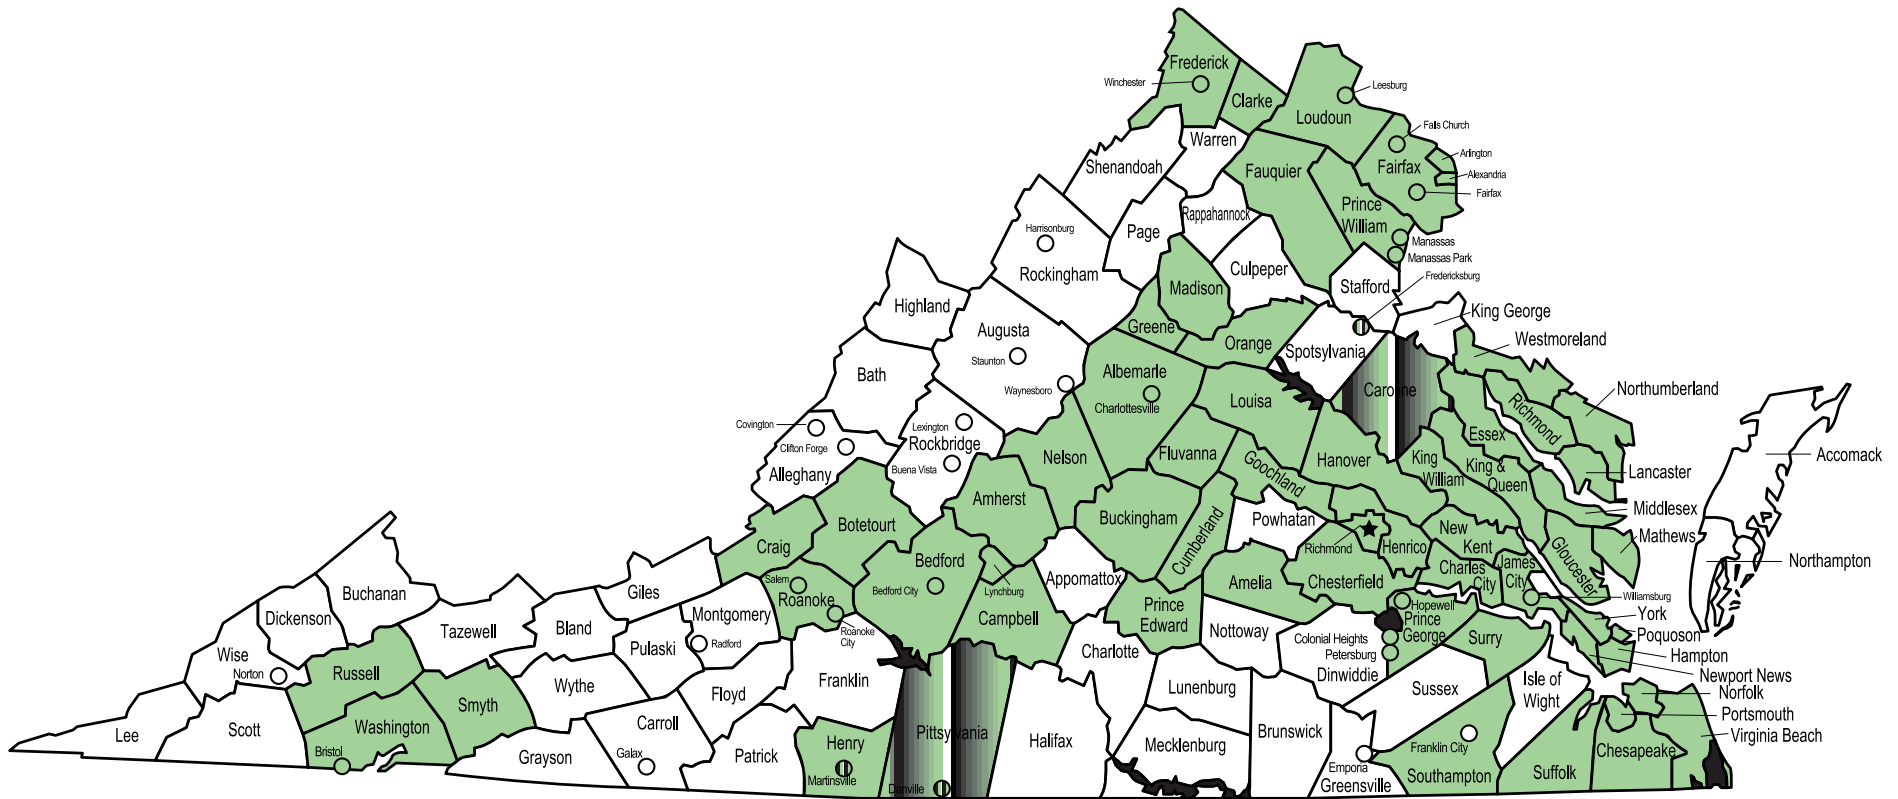 Frederick
Winchester
Clarke
Loudoun
Leesburg
Falls Church
Arlington
Alexandria
Fairfax
Fairfax
Warren
Shenandoah
Fauquier
Prince
William
Manassas
Manassas Park
Fredericksburg
Rappahannock
Page
Harrisonburg
Rockingham
Culpeper
Madison
Stafford
Highland
King George
Westmoreland
Augusta
Greene
Orange
Spotsylvania
Staunton
Bath
Waynesboro
Albemarle
Charlottesville
Louisa
Caroline
Northumberland
Richmond
Covington
Clifton Forge
Alleghany
Lexington
Rockbridge
Buena Vista
Nelson
Fluvanna
Goochland
Hanover
Essex
King
William
King &
Queen
Lancaster
Accomack
Amherst
Buckingham
Cumberland
Powhatan
Richmond
Henrico
New
Kent
Middlesex
Mathews
Gloucester
Northampton
Botetourt
Craig
Bedford
Bedford City
Lynchburg
Appomattox
Amelia
Chesterfield
Charles
City
James
City
Williamsburg
Salem
Roanoke
Roanoke
City
Campbell
Prince
Edward
Nottoway
Hopewell
Prince
George
Colonial Heights
Petersburg
Dinwiddie
Surry
York
Poquoson
Hampton
Newport News
Norfolk
Portsmouth
Virginia Beach
Buchanan
Dickenson
Giles
Montgomery
Radford
Tazewell
Bland
Pulaski
Wise
Norton
Russell
Wythe
Floyd
Franklin
Charlotte
Lunenburg
Sussex
Isle of
Wight
Lee
Scott
Washington
Bristol
Smyth
Grayson
Carroll
Galax
Patrick
Henry
Martinsville
Pittsylvania
Danville
Halifax
Mecklenburg
Brunswick
Emporia
Greensville
Franklin City
Southampton
Suffolk
Chesapeake